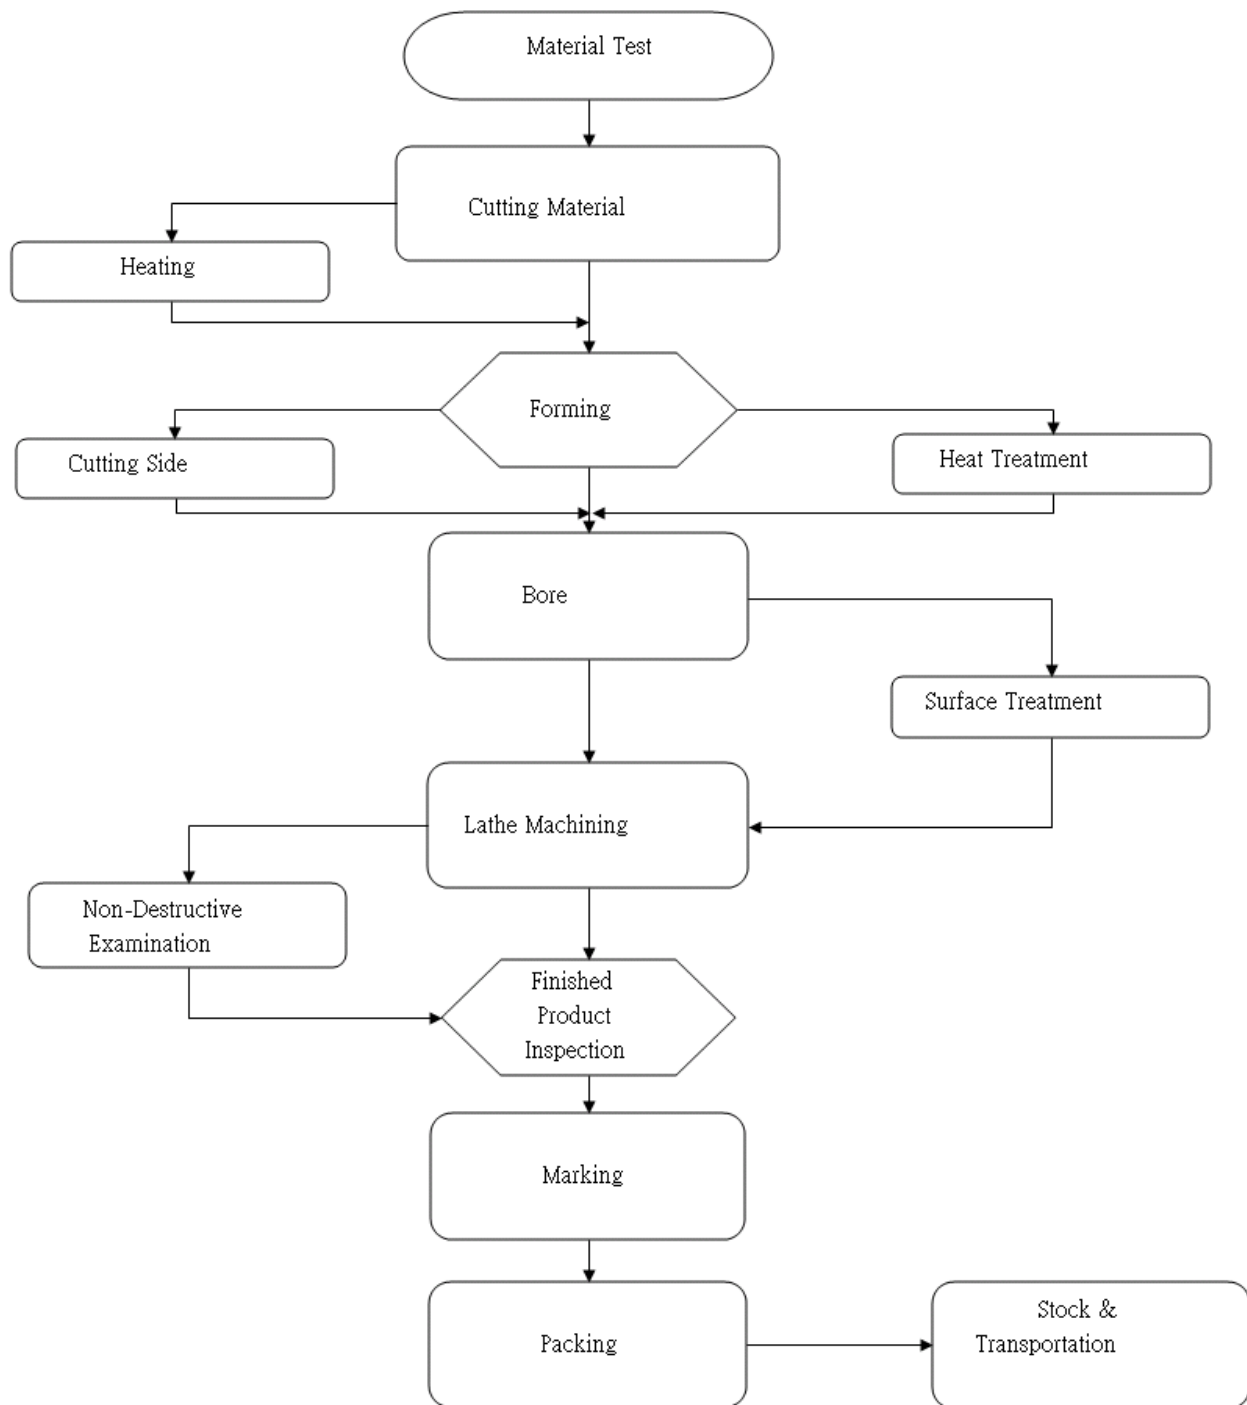 Material Test
Cutting Material
Heating
Forming
Cutting Side
Heat Treatment
Bore
Surface Treatment
Lathe Machining
Non-Destructive
Examination
Finished
Product
Inspection
Marking
Packing
Stock &
Transportation